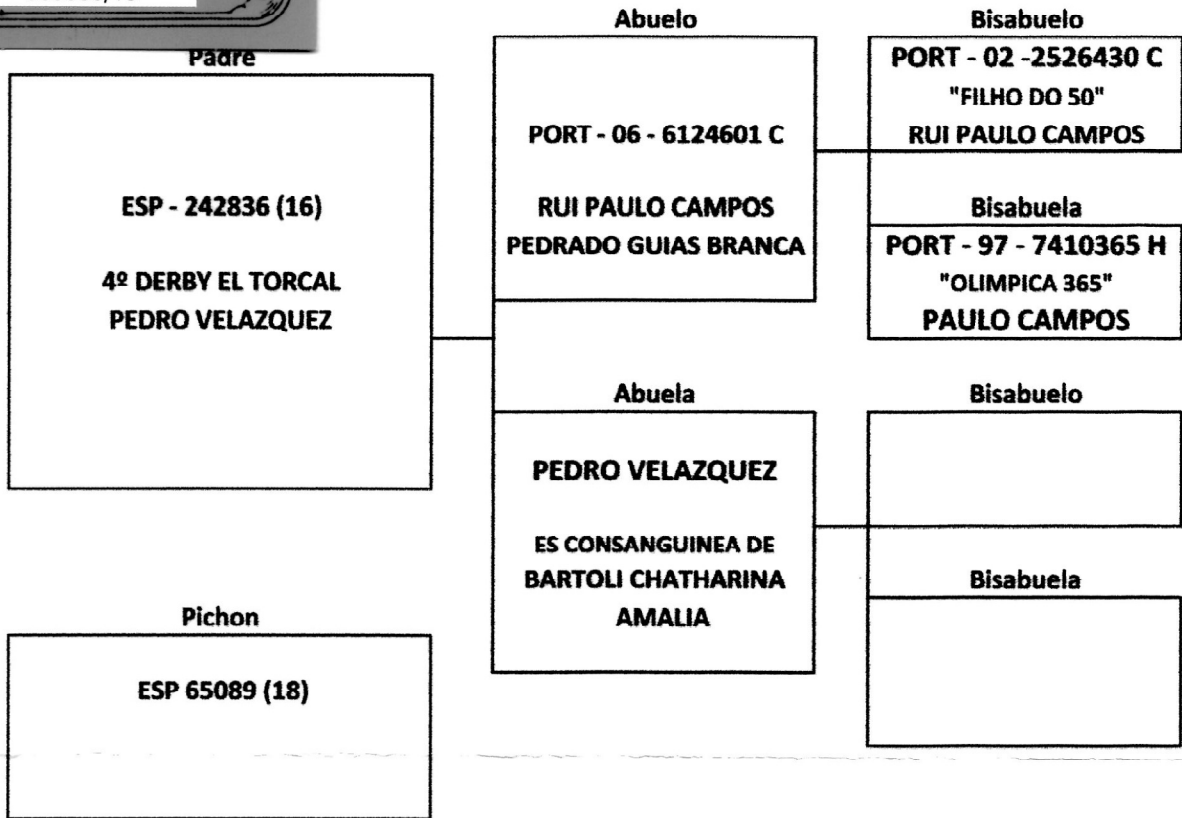 Padre
ESP - 242836 (16)
4º DERBY EL TORCAL
PEDRO VELAZQUEZ
Pichon
ESP 65089 (18)
Abuelo
PORT - 06 - 6124601 C
RUI PAULO CAMPOS
PEDRADO GUIAS BRANCA
Abuela
PEDRO VELAZQUEZ
ES CONSANGUINEA DE
BARTOLI CHATHARINA
AMALIA
Bisabuelo
PORT - 02 -2526430 C
"FILHO DO 50"
RUI PAULO CAMPOS
Bisabuela
PORT - 97 - 7410365 H
"OLIMPICA 365"
PAULO CAMPOS
Bisabuelo
Bisabuela